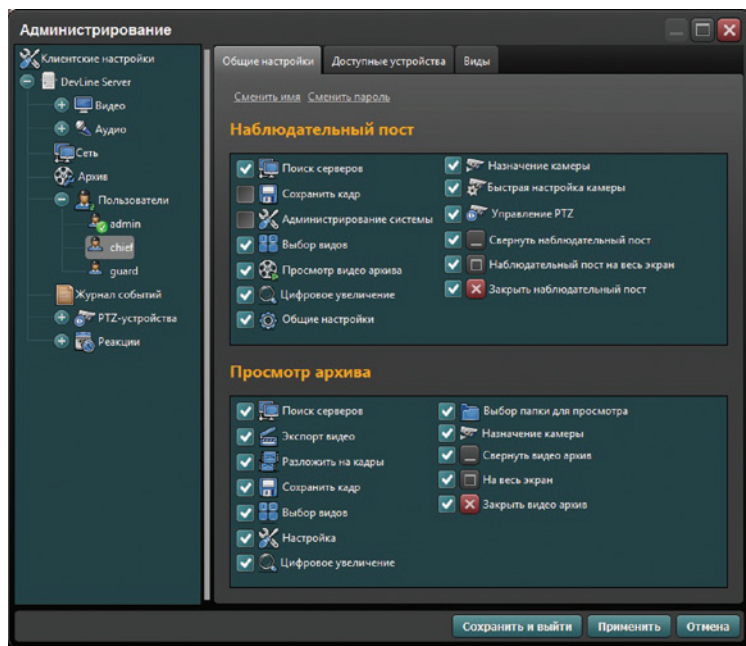 Администрирование
Клиентские настройки
DevLine Server
Видео
Аудио
Сеть
Архив
Пользователи
admin
chief
guard
Журнал событий
PTZ-устройства
Реакции
Общие настройки Доступные устройства Виды
Сменить имя Сменить пароль
Наблюдательный пост
Поиск серверов
Сохранить кадр
Администрирование системы
Выбор видов
Просмотр видео архива
Цифровое увеличение
Общие настройки
Назначение камеры
Быстрая настройка камеры
Управление PTZ
Свернуть наблюдательный пост
Наблюдательный пост на весь экран
Закрыть наблюдательный пост
Просмотр архива
Поиск серверов
Экспорт видео
Разложить на кадры
Сохранить кадр
Выбор видов
Настройка
Цифровое увеличение
Выбор папки для просмотра
Назначение камеры
Свернуть видео архив
На весь экран
Закрыть видео архив
Сохранить и выйти Применить Отмена